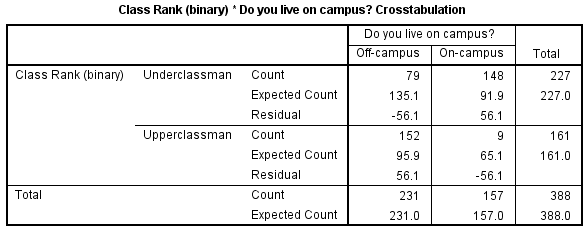 Class Rank (binary) * Do you live on campus? Crosstabulation
Do you live on campus?
Off-campus On-campus Total
Class Rank (binary) Underclassman Count 79 148 227
Expected Count 135.1 91.9 227.0
Residual -56.1 56.1
Upperclassman Count 152 9 161
Expected Count 95.9 65.1 161.0
Residual 56.1 -56.1
Total Count 231 157 388
Expected Count 231.0 157.0 388.0